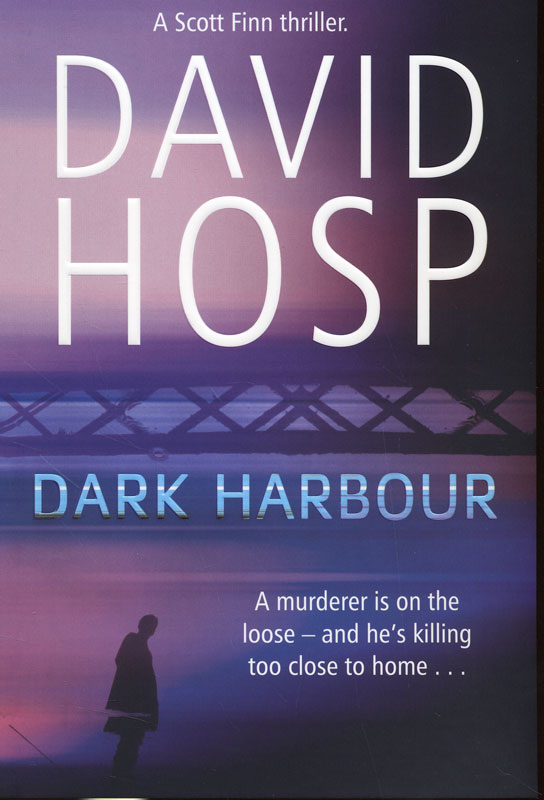 A Scott Finn thriller.
DAVID
HOSP
DARK HARBOUR
A murderer is on the
loose – and he's killing
too close to home . . .